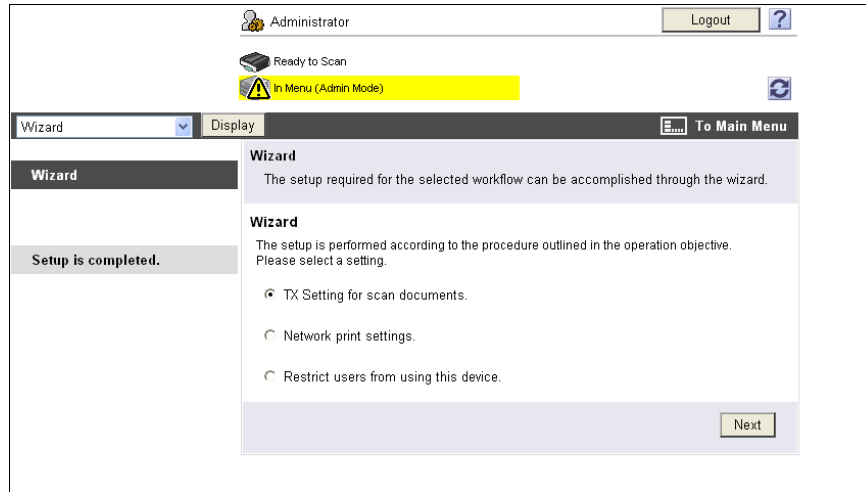 Administrator
Logout
?
Ready to Scan
In Menu (Admin Mode)
Wizard
Display
To Main Menu
Wizard
Setup is completed.
Wizard
The setup required for the selected workflow can be accomplished through the wizard.
Wizard
The setup is performed according to the procedure outlined in the operation objective.
Please select a setting.
TX Setting for scan documents.
Network print settings.
Restrict users from using this device.
Next